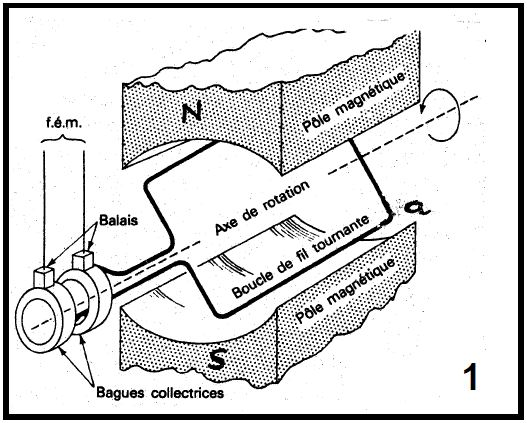 N
Pôle magnétique
f.é.m.
Balais
Axe de rotation
a
Boucle de fil tournante
Pôle magnétique
S
Bagues collectrices
1